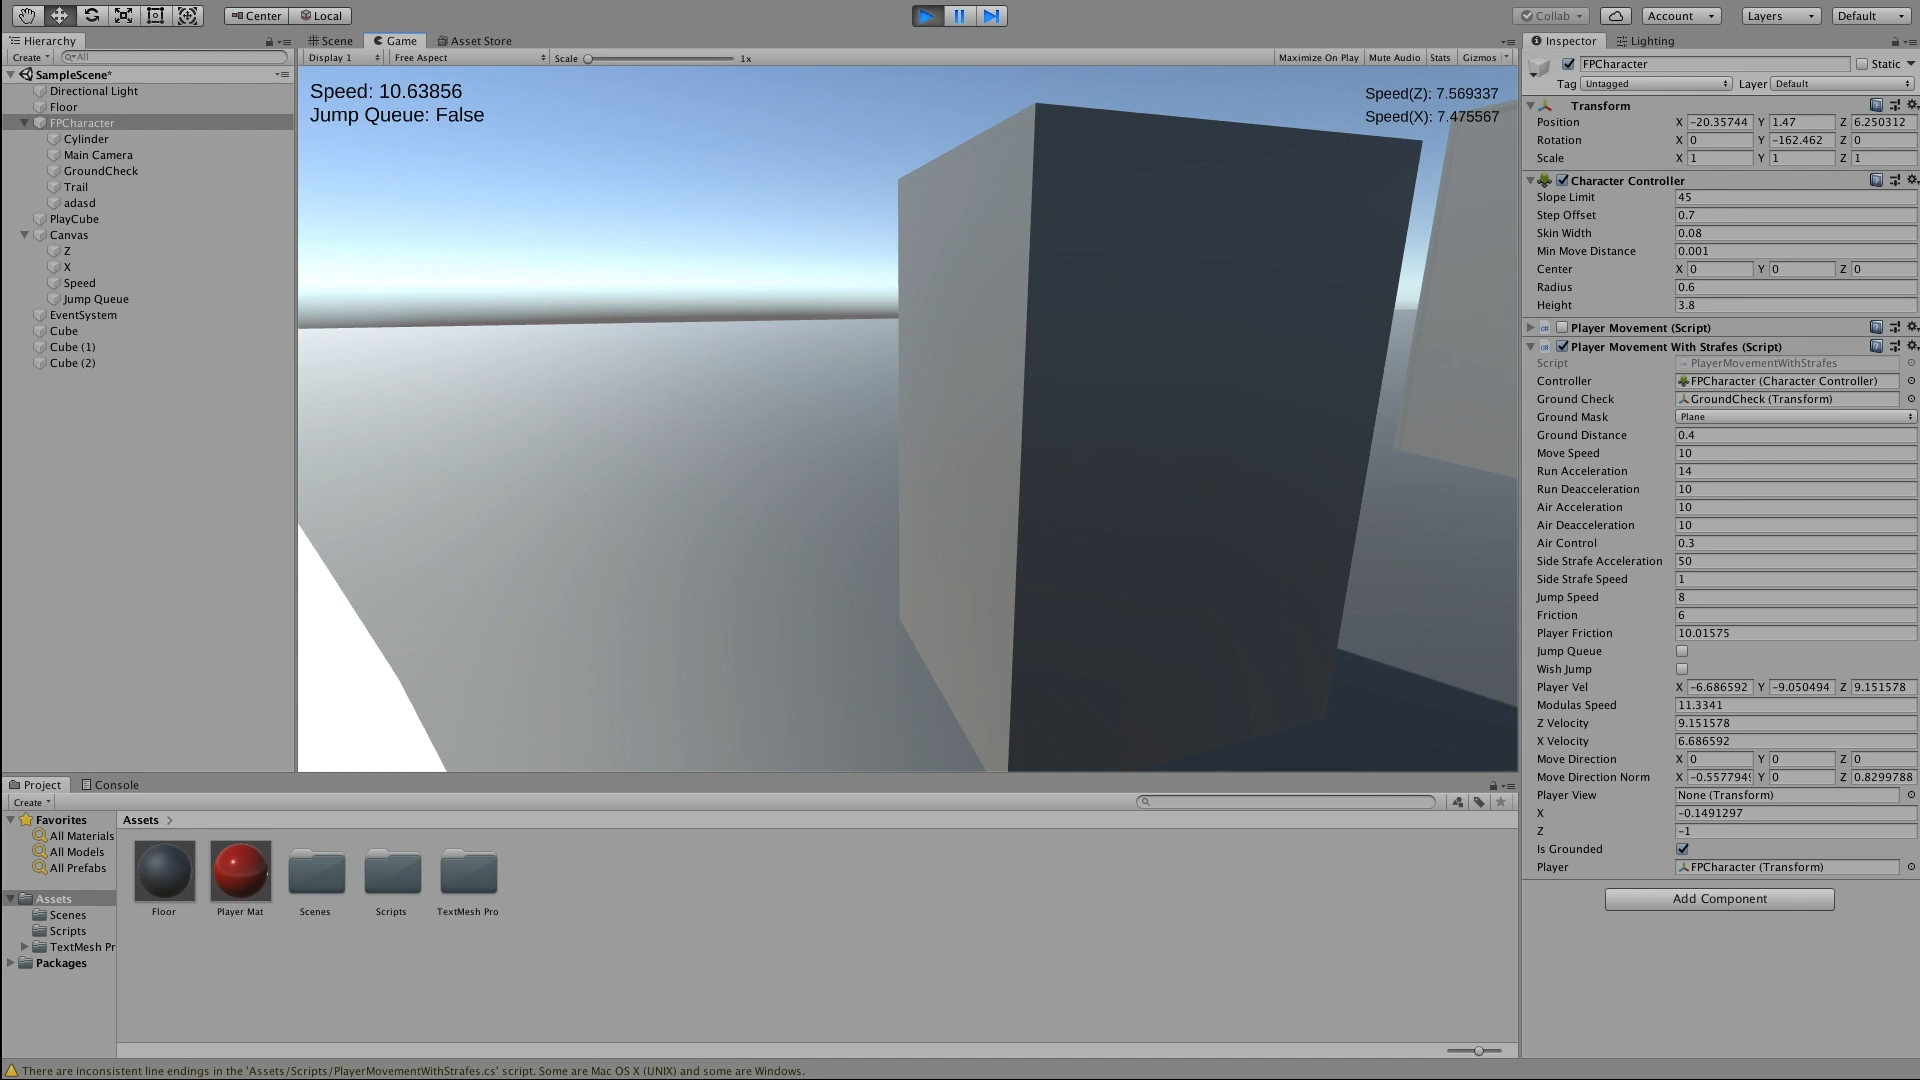 Center Local
Collab Account Layers Default
Hierarchy
Create All
SampleScene*
Directional Light
Floor
FPCharacter
Cylinder
Main Camera
GroundCheck
Trail
adasd
PlayCube
Canvas
Z
X
Speed
Jump Queue
EventSystem
Cube
Cube (1)
Cube (2)
Scene Game Asset Store
Display 1 Free Aspect Scale 1x Maximize On Play Mute Audio Stats Gizmos
Speed: 10.63856
Jump Queue: False
Speed(Z): 7.569337
Speed(X): 7.475567
Inspector Lighting
FPCharacter Static
Tag Untagged Layer Default
Transform
Position X -20.35744 Y 1.47 Z 6.250312
Rotation X 0 Y -162.462 Z 0
Scale X 1 Y 1 Z 1
Character Controller
Slope Limit 45
Step Offset 0.7
Skin Width 0.08
Min Move Distance 0.001
Center X 0 Y 0 Z 0
Radius 0.6
Height 3.8
Player Movement (Script)
Player Movement With Strafes (Script)
Script PlayerMovementWithStrafes
Controller FPCharacter (Character Controller)
Ground Check GroundCheck (Transform)
Ground Mask Plane
Ground Distance 0.4
Move Speed 10
Run Acceleration 14
Run Deacceleration 10
Air Acceleration 10
Air Deacceleration 10
Air Control 0.3
Side Strafe Acceleration 50
Side Strafe Speed 1
Jump Speed 8
Friction 6
Player Friction 10.01575
Jump Queue
Wish Jump
Player Vel X -6.686592 Y -9.050494 Z 9.151578
Modulas Speed 11.3341
Z Velocity 9.151578
X Velocity 6.686592
Move Direction X 0 Y 0 Z 0
Move Direction Norm X -0.557794 Y 0 Z 0.8299788
Player View None (Transform)
X -0.1491297
Z -1
Is Grounded
Player FPCharacter (Transform)
Add Component
Project Console
Create
Favorites
All Materials
All Models
All Prefabs
Assets
Scenes
Scripts
TextMesh Pr
Packages
Assets
Floor Player Mat Scenes Scripts TextMesh Pro
There are inconsistent line endings in the 'Assets/Scripts/PlayerMovementWithStrafes.cs' script. Some are Mac OS X (UNIX) and some are Windows.